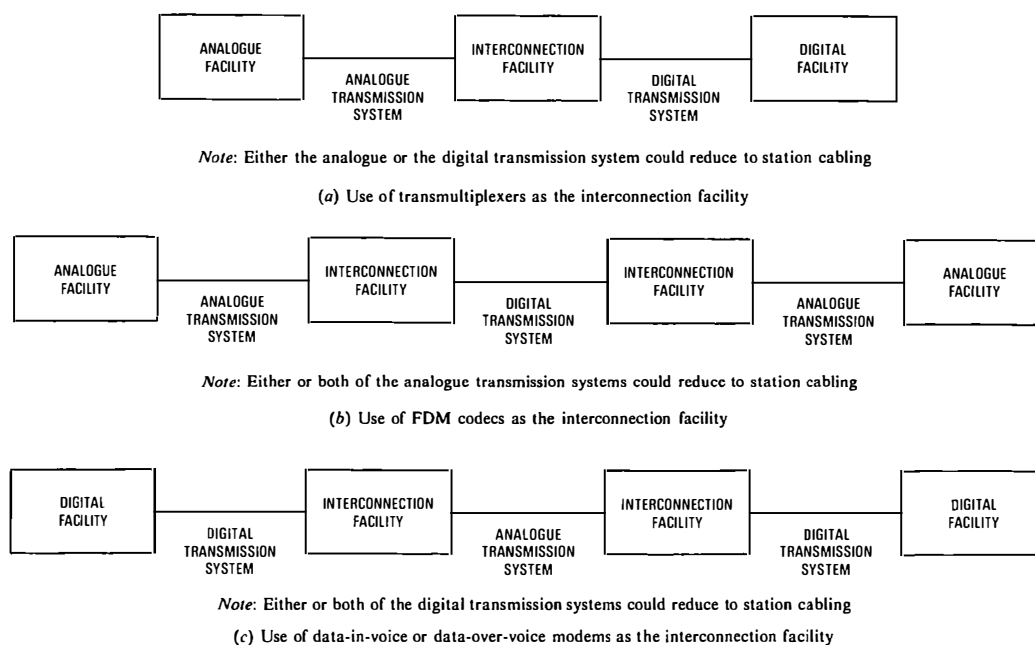 ANALOGUE
FACILITY
INTERCONNECTION
FACILITY
DIGITAL
FACILITY
ANALOGUE
TRANSMISSION
SYSTEM
DIGITAL
TRANSMISSION
SYSTEM
Note: Either the analogue or the digital transmission system could reduce to station cabling
(a) Use of transmultiplexers as the interconnection facility
ANALOGUE
FACILITY
INTERCONNECTION
FACILITY
INTERCONNECTION
FACILITY
ANALOGUE
FACILITY
ANALOGUE
TRANSMISSION
SYSTEM
DIGITAL
TRANSMISSION
SYSTEM
ANALOGUE
TRANSMISSION
SYSTEM
Note: Either or both of the analogue transmission systems could reduce to station cabling
(b) Use of FDM codecs as the interconnection facility
DIGITAL
FACILITY
INTERCONNECTION
FACILITY
INTERCONNECTION
FACILITY
DIGITAL
FACILITY
DIGITAL
TRANSMISSION
SYSTEM
ANALOGUE
TRANSMISSION
SYSTEM
DIGITAL
TRANSMISSION
SYSTEM
Note: Either or both of the digital transmission systems could reduce to station cabling
(c) Use of data-in-voice or data-over-voice modems as the interconnection facility